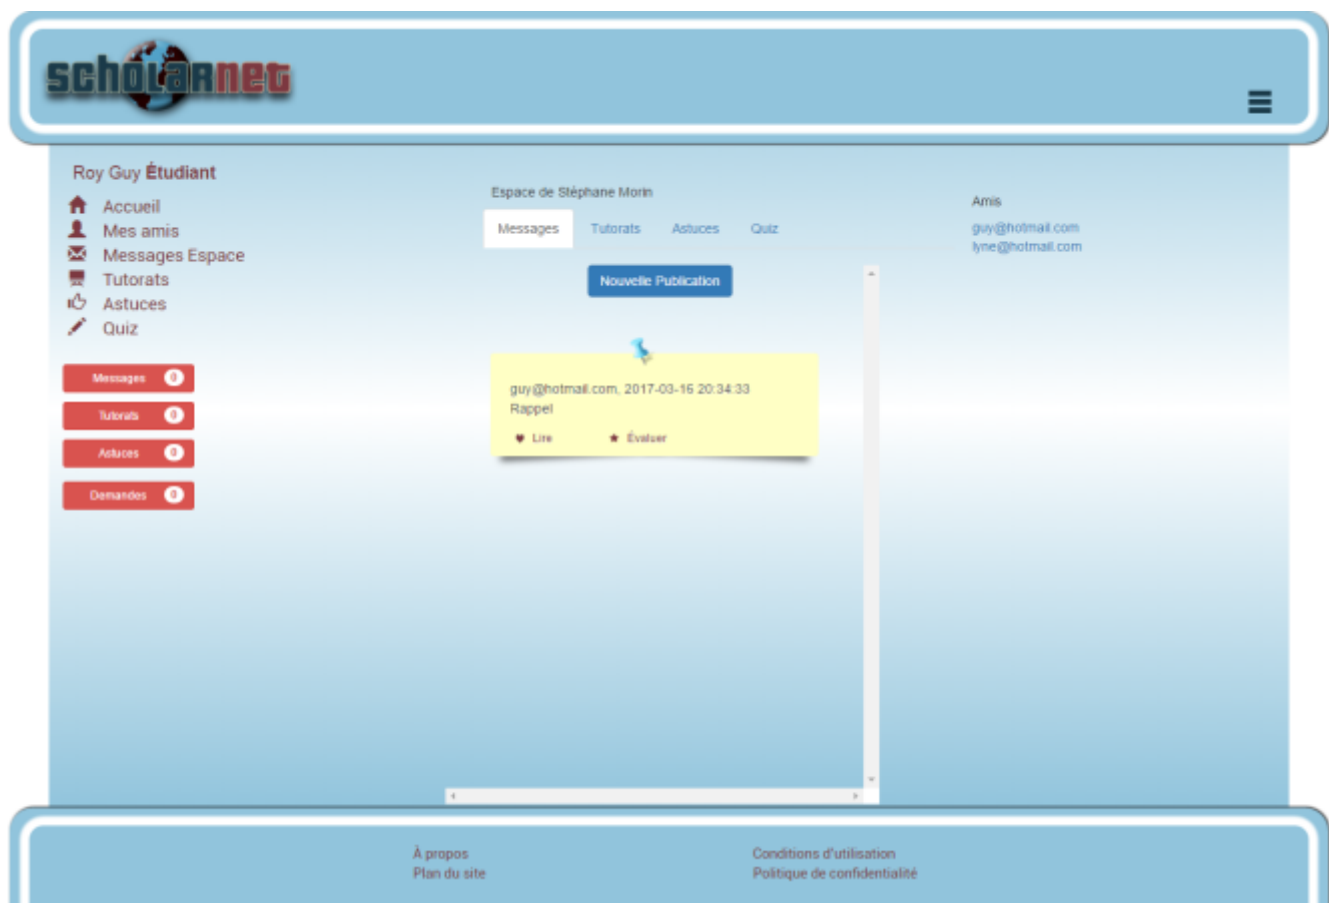 scholarnet
Roy Guy Étudiant
Accueil
Mes amis
Messages Espace
Tutorats
Astuces
Quiz
Messages 0
Tutorats 0
Astuces 0
Demandes 0
Espace de Stéphane Morin
Messages Tutorats Astuces Quiz
Nouvelle Publication
guy@hotmail.com, 2017-03-16 20:34:33
Rappel
Lire Évaluer
Amis
guy@hotmail.com
lyne@hotmail.com
À propos
Plan du site
Conditions d'utilisation
Politique de confidentialité